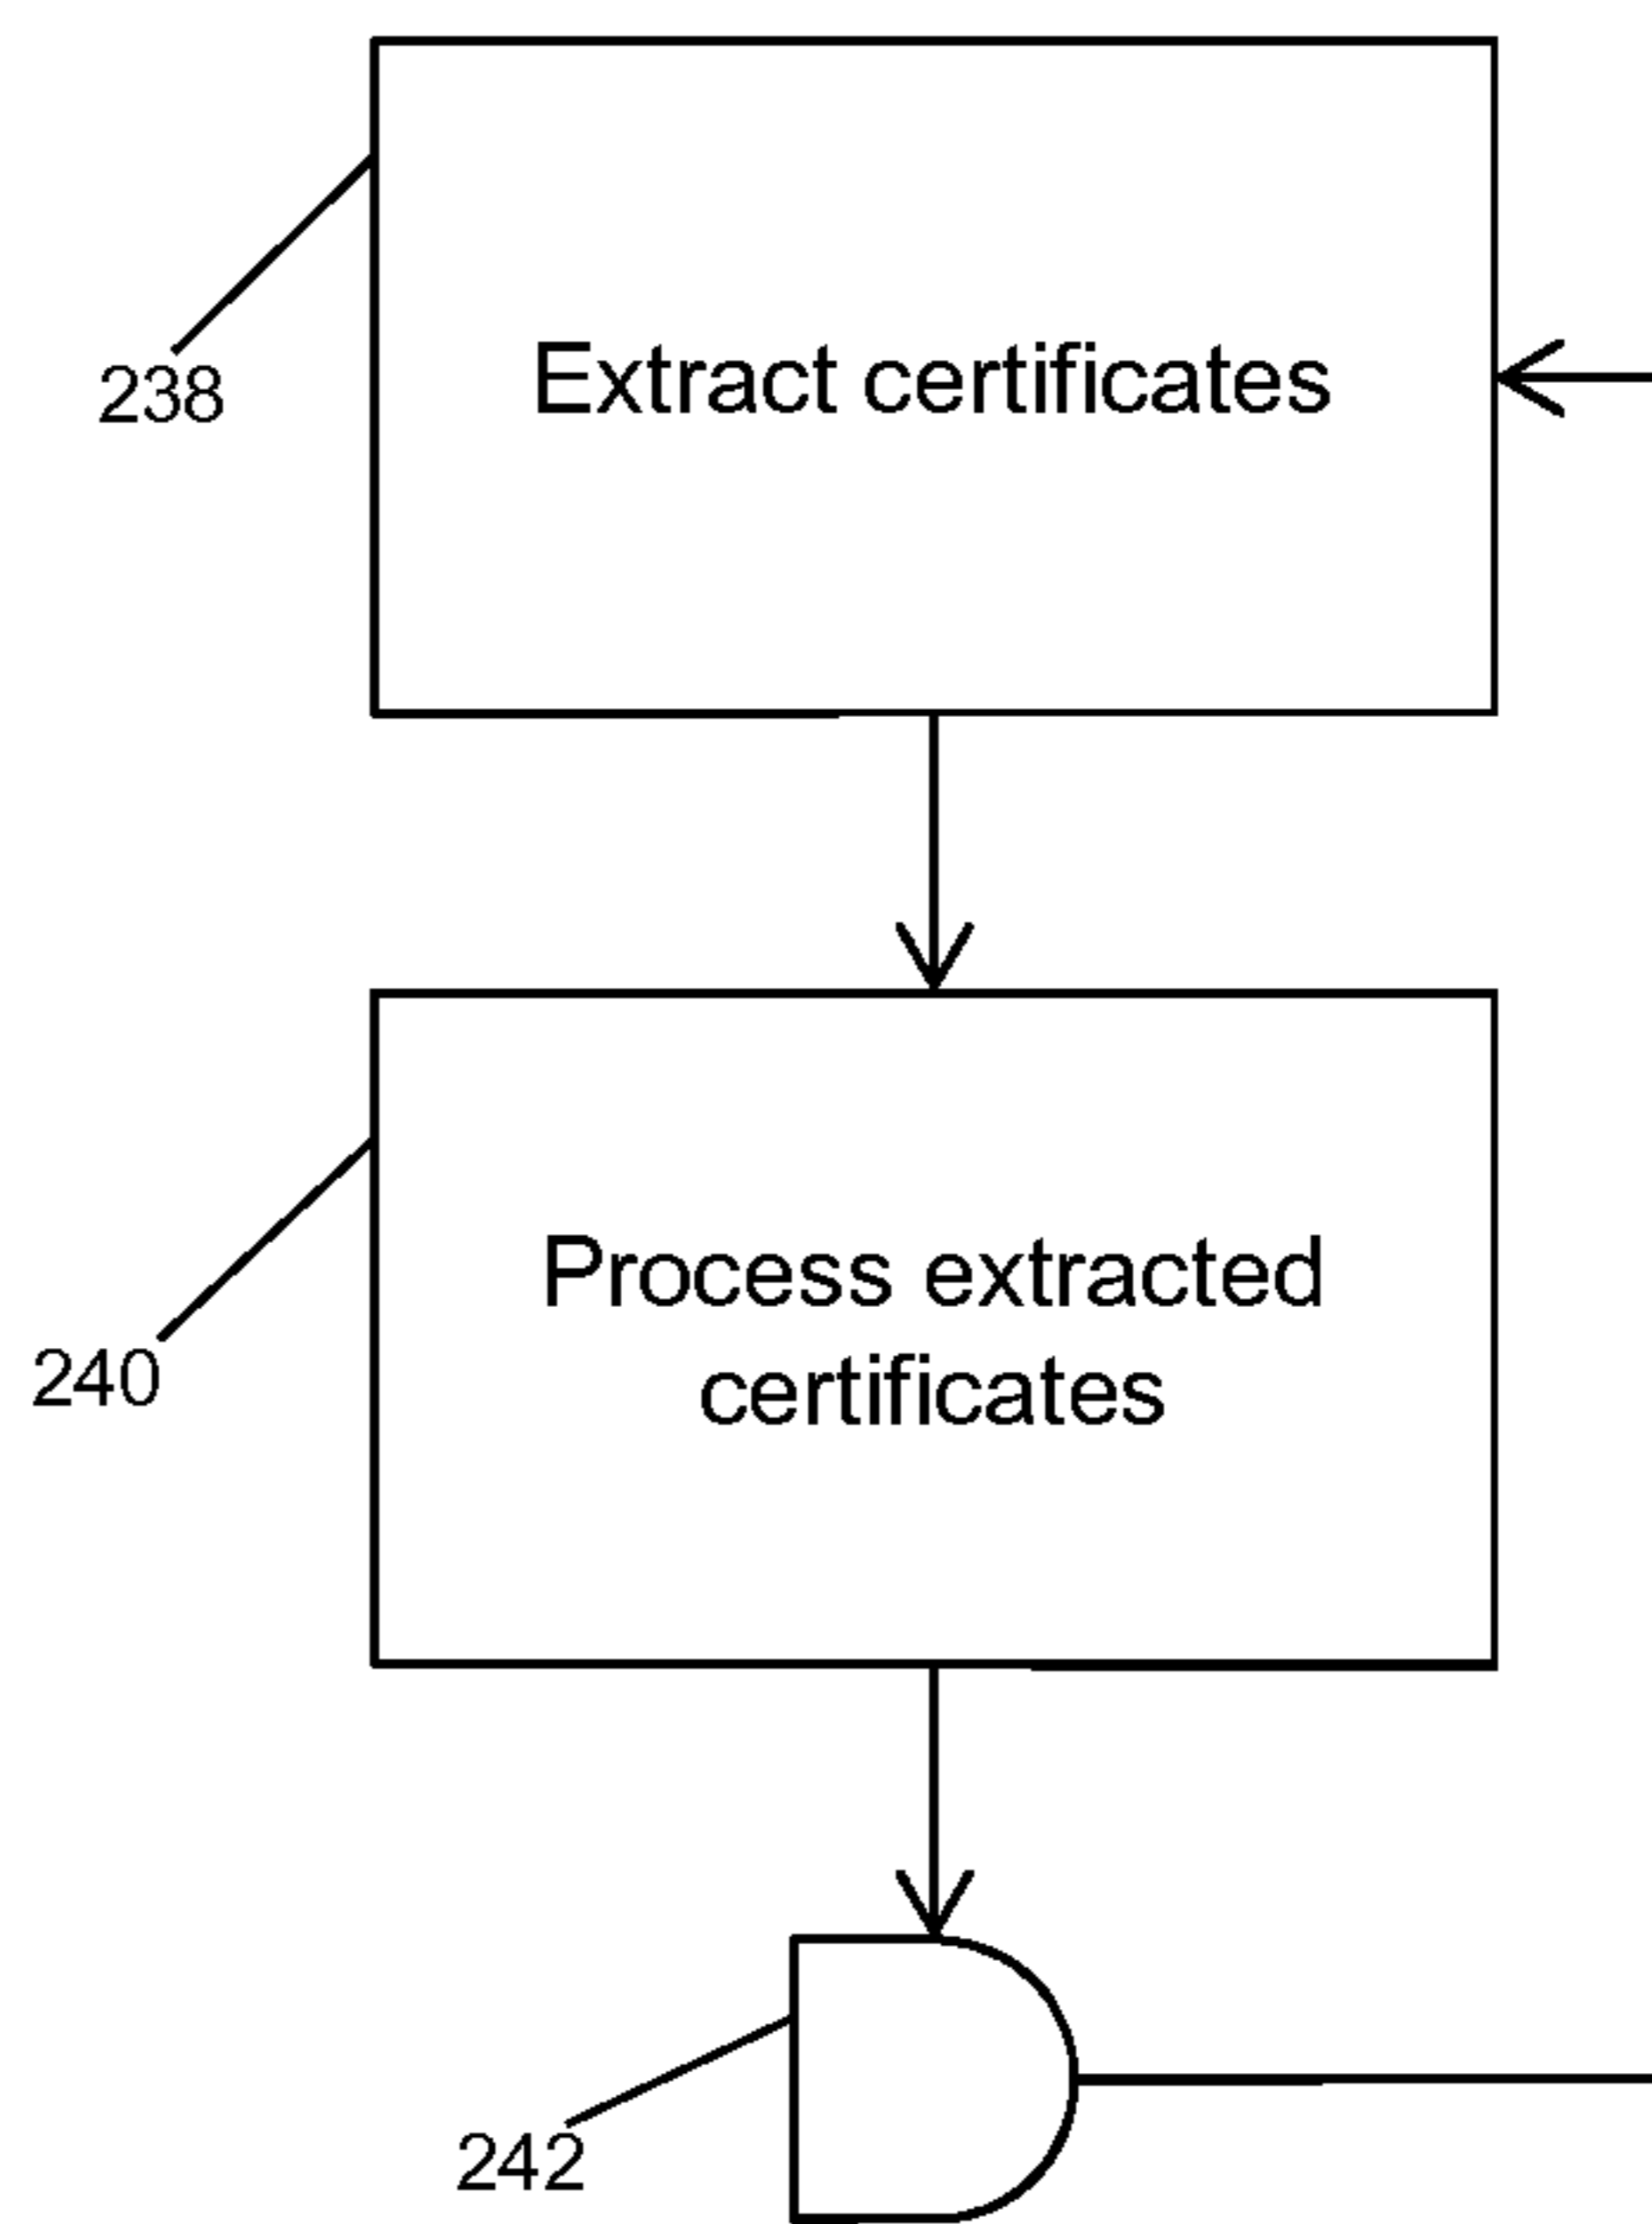 Extract certificates
238
Process extracted
certificates
240
242